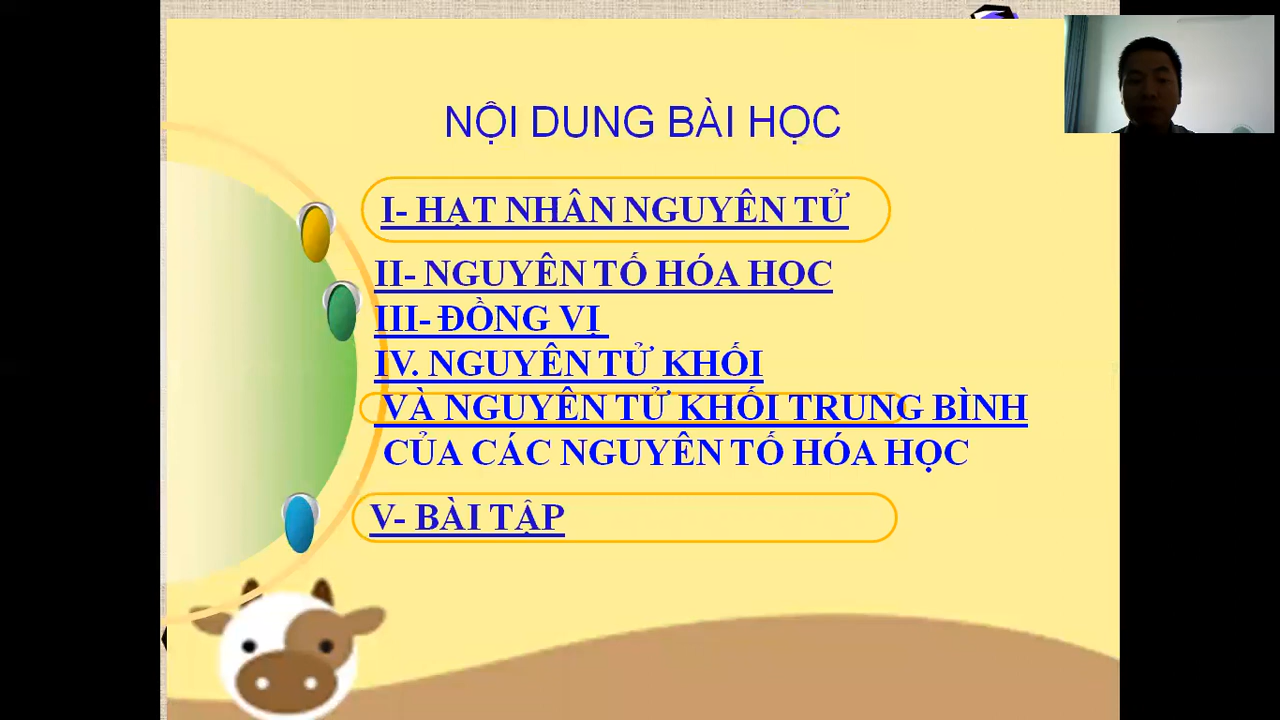 NỘI DUNG BÀI HỌC
I- HẠT NHÂN NGUYÊN TỬ
II- NGUYÊN TỐ HÓA HỌC
III- ĐỒNG VỊ
IV. NGUYÊN TỬ KHỐI
VÀ NGUYÊN TỬ KHỐI TRUNG BÌNH
CỦA CÁC NGUYÊN TỐ HÓA HỌC
V- BÀI TẬP